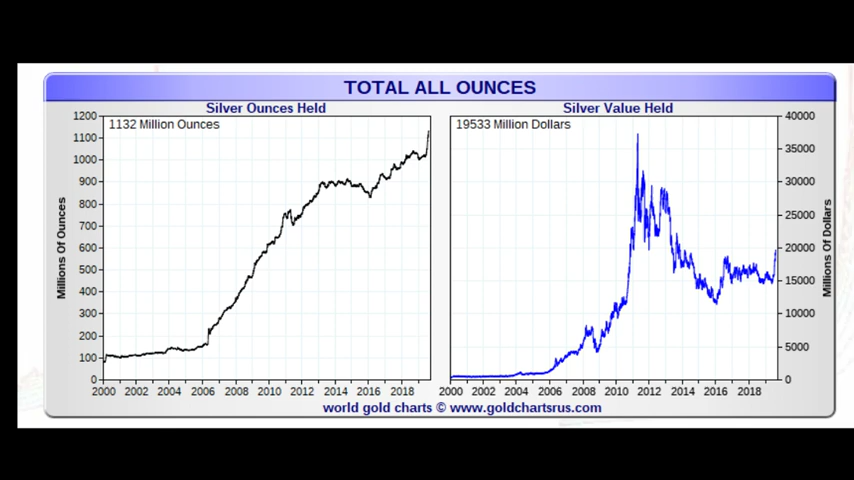 TOTAL ALL OUNCES
Silver Ounces Held
Silver Value Held
1132 Million Ounces
19533 Million Dollars
Millions Of Ounces
1200
1100
1000
900
800
700
600
500
400
300
200
100
0
2000 2002 2004 2006 2008 2010 2012 2014 2016 2018
40000
35000
30000
25000
20000
15000
10000
5000
0
Millions Of Dollars
2000 2002 2004 2006 2008 2010 2012 2014 2016 2018
world gold charts © www.goldchartsrus.com